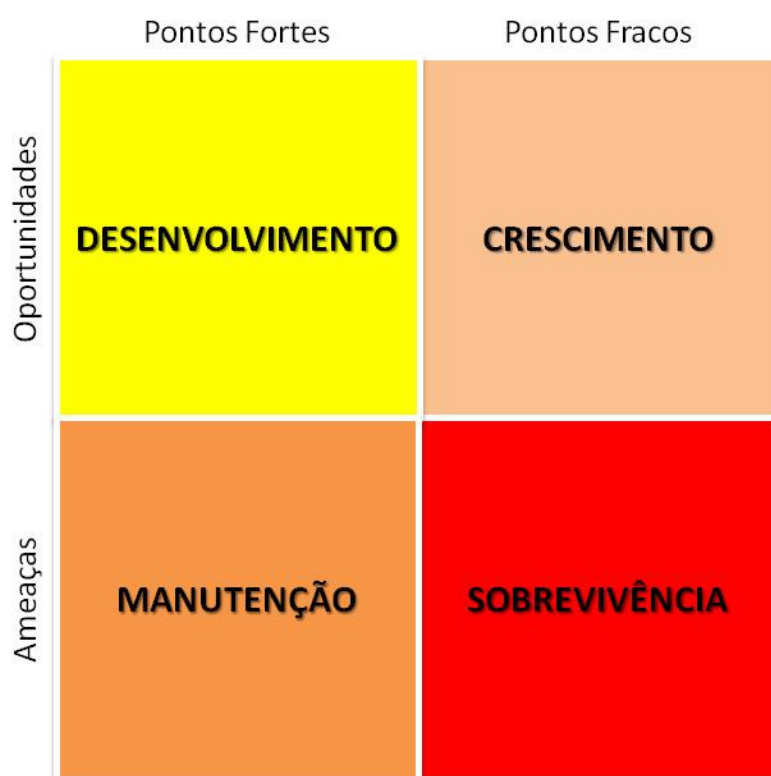 Pontos Fortes
Pontos Fracos
Oportunidades
DESENVOLVIMENTO
CRESCIMENTO
Ameaças
MANUTENÇÃO
SOBREVIVÊNCIA